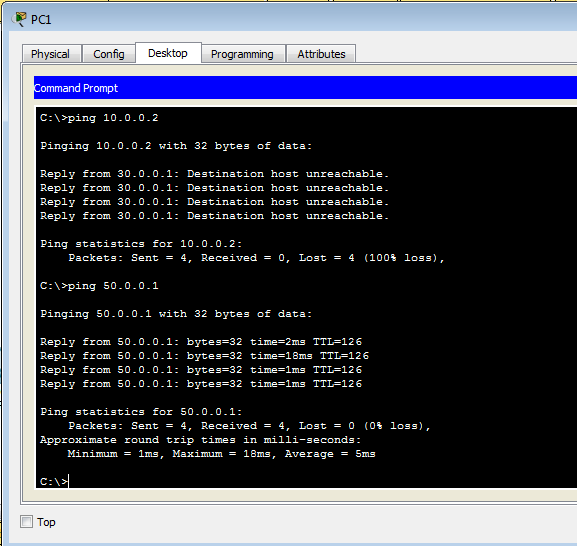 PC1
Physical Config Desktop Programming Attributes
Command Prompt
C:\>ping 10.0.0.2
Pinging 10.0.0.2 with 32 bytes of data:
Reply from 30.0.0.1: Destination host unreachable.
Reply from 30.0.0.1: Destination host unreachable.
Reply from 30.0.0.1: Destination host unreachable.
Reply from 30.0.0.1: Destination host unreachable.
Ping statistics for 10.0.0.2:
Packets: Sent = 4, Received = 0, Lost = 4 (100% loss),
C:\>ping 50.0.0.1
Pinging 50.0.0.1 with 32 bytes of data:
Reply from 50.0.0.1: bytes=32 time=2ms TTL=126
Reply from 50.0.0.1: bytes=32 time=18ms TTL=126
Reply from 50.0.0.1: bytes=32 time=1ms TTL=126
Reply from 50.0.0.1: bytes=32 time=1ms TTL=126
Ping statistics for 50.0.0.1:
Packets: Sent = 4, Received = 4, Lost = 0 (0% loss),
Approximate round trip times in milli-seconds:
Minimum = 1ms, Maximum = 18ms, Average = 5ms
C:\>
Top